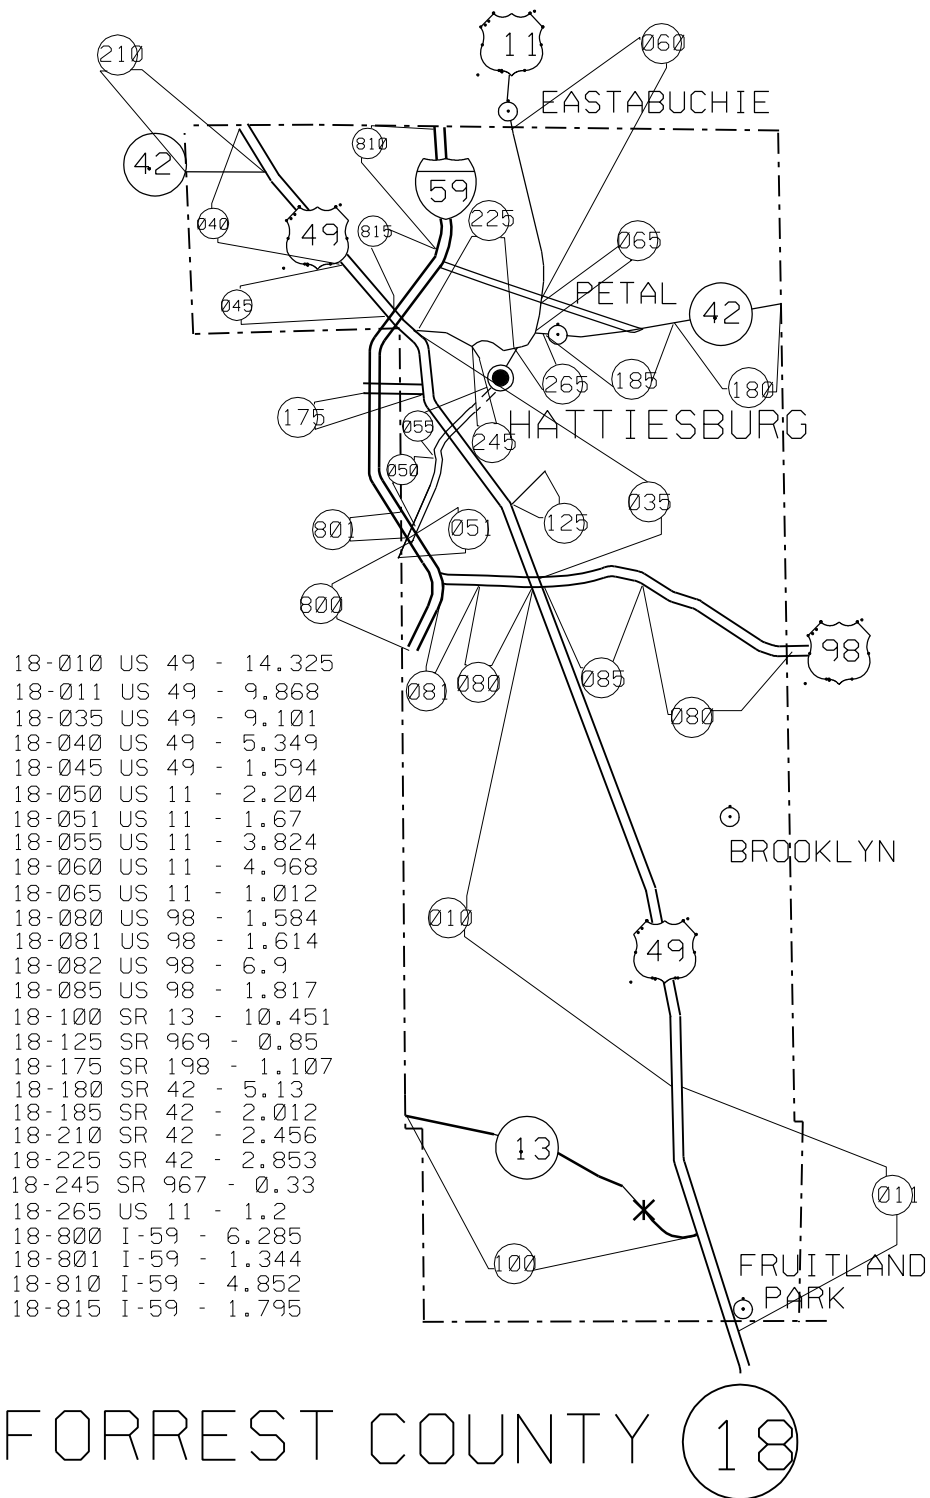 11
060
210
EASTABUCHIE
810
42
59
225
040
49
815
065
PETAL
045
42
265
185
180
175
055
245
HATTIESBURG
050
035
801
051
125
800
98
081
080
085
080
18-010 US 49 - 14.325
18-011 US 49 - 9.868
18-035 US 49 - 9.101
18-040 US 49 - 5.349
18-045 US 49 - 1.594
18-050 US 11 - 2.204
18-051 US 11 - 1.67
18-055 US 11 - 3.824
18-060 US 11 - 4.968
18-065 US 11 - 1.012
18-080 US 98 - 1.584
18-081 US 98 - 1.614
18-082 US 98 - 6.9
18-085 US 98 - 1.817
18-100 SR 13 - 10.451
18-125 SR 969 - 0.85
18-175 SR 198 - 1.107
18-180 SR 42 - 5.13
18-185 SR 42 - 2.012
18-210 SR 42 - 2.456
18-225 SR 42 - 2.853
18-245 SR 967 - 0.33
18-265 US 11 - 1.2
18-800 I-59 - 6.285
18-801 I-59 - 1.344
18-810 I-59 - 4.852
18-815 I-59 - 1.795
BROOKLYN
010
49
13
011
100
FRUITLAND
PARK
FORREST COUNTY 18